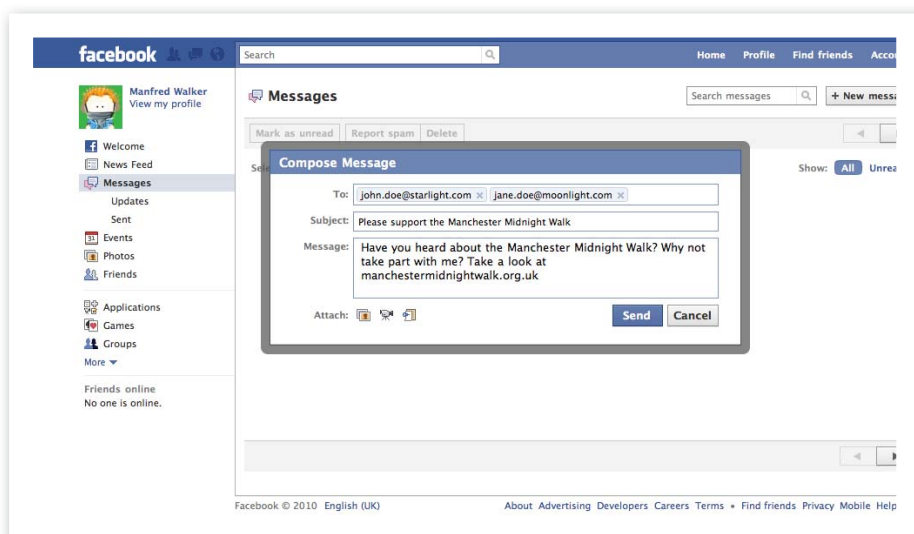 facebook
Search
Home Profile Find friends
Manfred Walker
View my profile
Messages
Search messages
+ New
Mark as unread Report spam Delete
Welcome
News Feed
Messages
Updates
Sent
31 Events
Photos
Friends
Applications
Games
Groups
More
Friends online
No one is online.
Show: All
Compose Message
To: john.doe@starlight.com x jane.doe@moonlight.com x
Subject: Please support the Manchester Midnight Walk
Message: Have you heard about the Manchester Midnight Walk? Why not
take part with me? Take a look at
manchestermidnightwalk.org.uk
Attach:
Send Cancel
Facebook © 2010 English (UK)
About Advertising Developers Careers Terms • Find friends Privacy Mobile Help